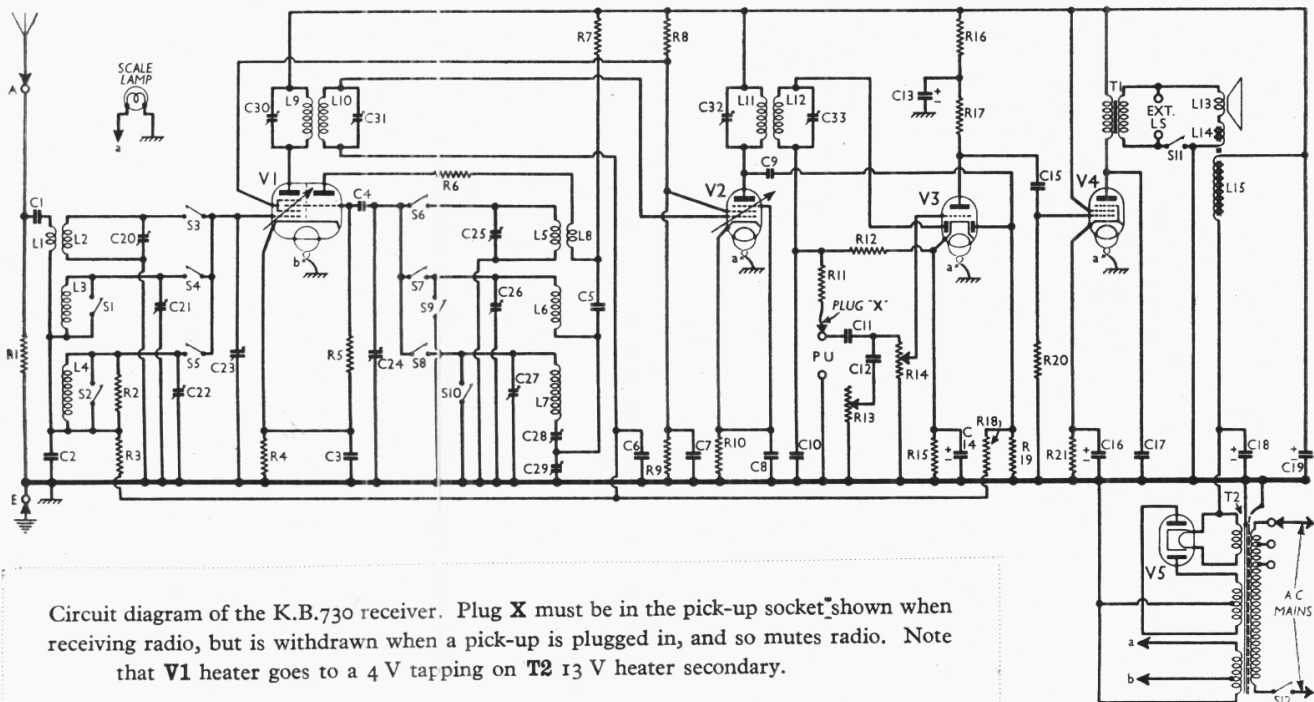 R7
R8
R16
SCALE
LAMP
L9
L10
L11
L12
T1
A
C30
C31
C32
C33
C13
+
-
R17
EXT.
LS
L13
L14
S11
a
V1
R6
C9
V2
V3
C15
V4
L15
C1
C4
L1
L2
C20
S3
S6
C25
L5
L8
b
R12
a
a
a
R11
L3
S1
C21
S4
S7
S9
C26
L6
C5
PLUG "X"
C11
PU
C12
R14
R20
R1
L4
S2
R2
S5
C22
C23
R5
C24
S8
S10
C27
L7
R13
C28
R18
C2
R3
R4
C3
C29
C6
R9
C7
R10
C8
C10
R15
+
-
C
14
R
19
R21
+
-
C16
C17
C18
+
-
+
-
C19
E
T2
V5
A C
MAINS
a
b
S12
Circuit diagram of the K.B.730 receiver. Plug X must be in the pick-up socket shown when
receiving radio, but is withdrawn when a pick-up is plugged in, and so mutes radio. Note
that V1 heater goes to a 4 V tapping on T2 13 V heater secondary.